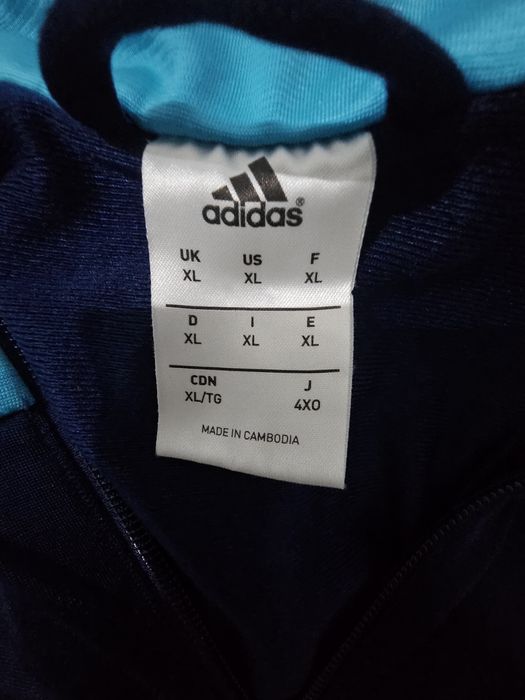 adidas®
UK US F
XL XL XL
D I E
XL XL XL
CDN J
XL/TG 4XO
MADE IN CAMBODIA